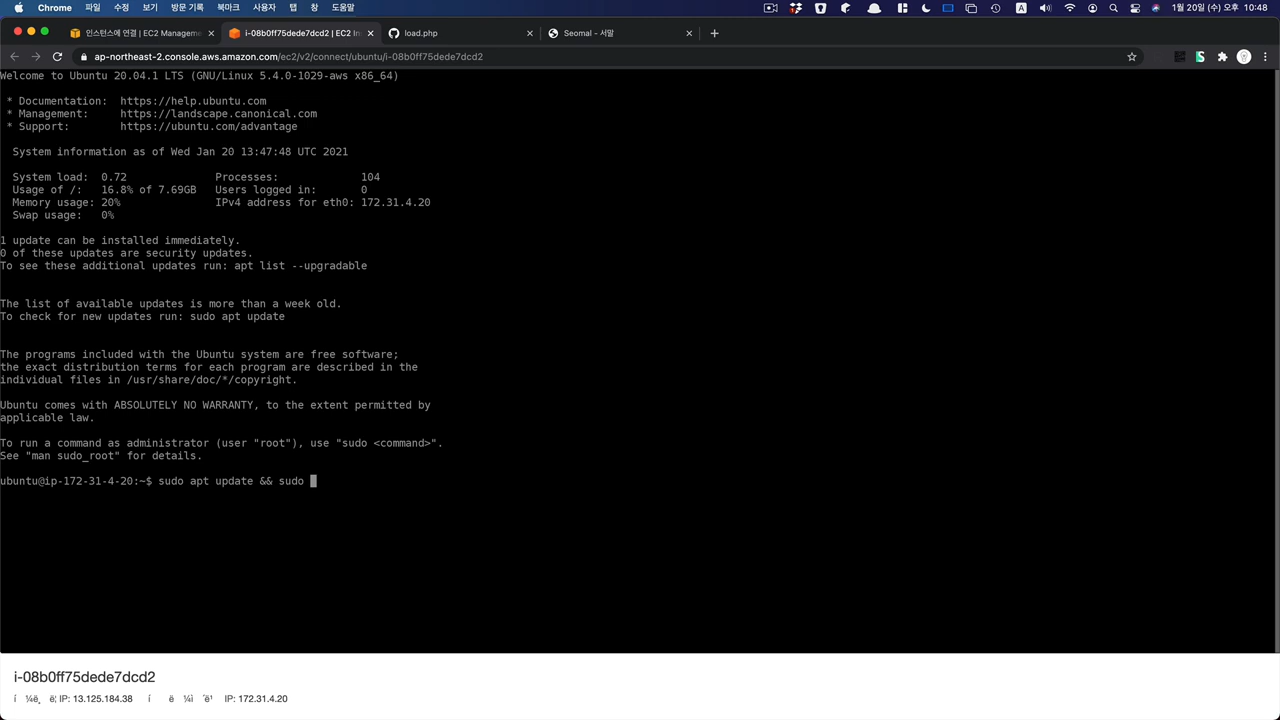 Chrome 파일 수정 보기 방문 기록 북마크 사용자 탭 창 도움말 A 1월 20일(수) 오후 10:48
인스턴스에 연결 | EC2 Manageme
i-08b0ff75dede7dcd2 | EC2 In
load.php
Seomal - 서말
ap-northeast-2.console.aws.amazon.com/ec2/v2/connect/ubuntu/i-08b0ff75dede7dcd2
Welcome to Ubuntu 20.04.1 LTS (GNU/Linux 5.4.0-1029-aws x86_64)
* Documentation: https://help.ubuntu.com
* Management: https://landscape.canonical.com
* Support: https://ubuntu.com/advantage
System information as of Wed Jan 20 13:47:48 UTC 2021
System load: 0.72 Processes: 104
Usage of /: 16.8% of 7.69GB Users logged in: 0
Memory usage: 20% IPv4 address for eth0: 172.31.4.20
Swap usage: 0%
1 update can be installed immediately.
0 of these updates are security updates.
To see these additional updates run: apt list --upgradable
The list of available updates is more than a week old.
To check for new updates run: sudo apt update
The programs included with the Ubuntu system are free software;
the exact distribution terms for each program are described in the
individual files in /usr/share/doc/*/copyright.
Ubuntu comes with ABSOLUTELY NO WARRANTY, to the extent permitted by
applicable law.
To run a command as administrator (user "root"), use "sudo <command>".
See "man sudo_root" for details.
ubuntu@ip-172-31-4-20:~$ sudo apt update && sudo
i-08b0ff75dede7dcd2
IP: 13.125.184.38 IP: 172.31.4.20